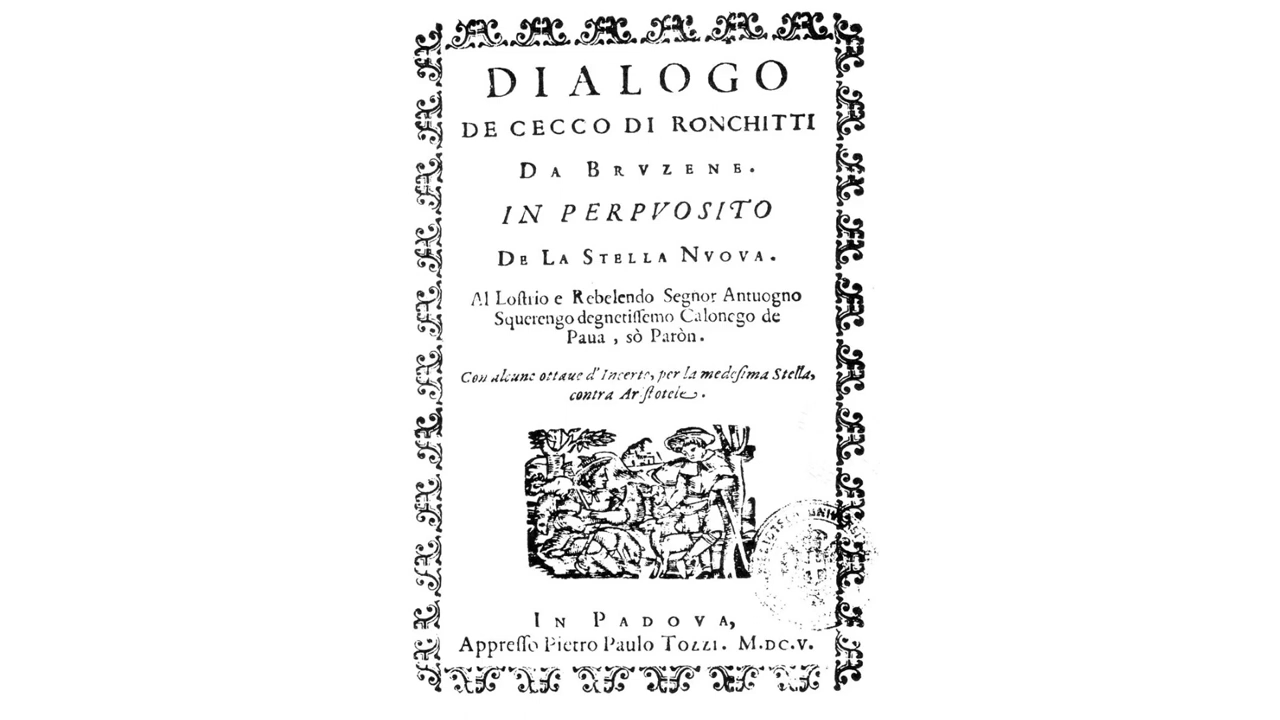 DIALOGO
DE CECCO DI RONCHITTI
DA BRVZENE.
IN PERPVOSITO
DE LA STELLA NVOVA.
Al Loſtrio e Rebelendo Segnor Antuogno
Squerengo degnetiſſemo Calonego de
Paua , sò Paròn.
Con alcune ottaue d'Incerto, per la medeſima Stella,
contra Ariſtotele.
IN PADOVA,
Appreſſo Pietro Paulo TOZZI. M.DC.V.